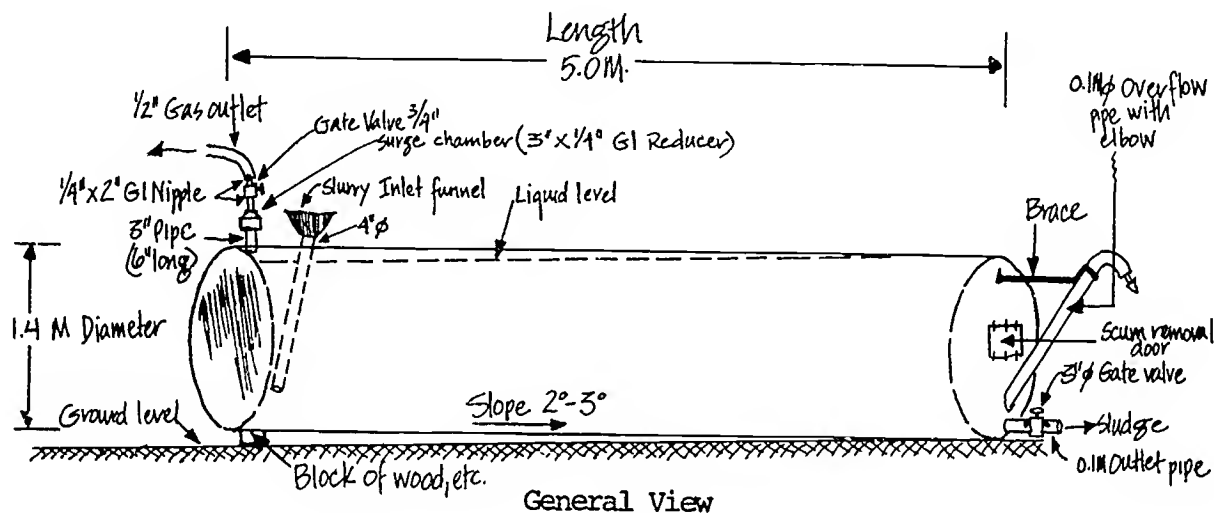 Length
5.0M.
0.1Mφ Overflow
pipe with
elbow
1/2" Gas outlet
Gate Valve 3/4"
surge chamber (3" x 1/4" GI Reducer)
1/4" x 2" GI Nipple
Slurry Inlet funnel
Liquid level
4"φ
Brace
3" Pipe
(6" long)
1.4 M Diameter
Scum removal
door
3"φ Gate valve
Ground level
Slope 2°-3°
Sludge
0.1M Outlet pipe
Block of wood, etc.
General View